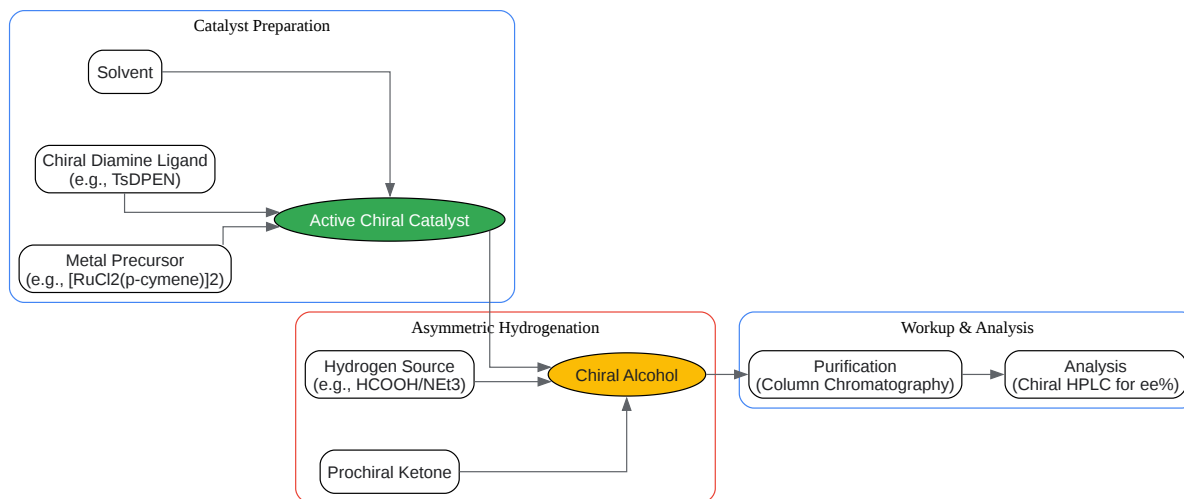 Catalyst Preparation
Solvent
Chiral Diamine Ligand
(e.g., TsDPEN)
Active Chiral Catalyst
Metal Precursor
(e.g., [RuCl2(p-cymene)]2)
Asymmetric Hydrogenation
Hydrogen Source
(e.g., HCOOH/NEt3)
Chiral Alcohol
Prochiral Ketone
Workup & Analysis
Purification
(Column Chromatography)
Analysis
(Chiral HPLC for ee%)